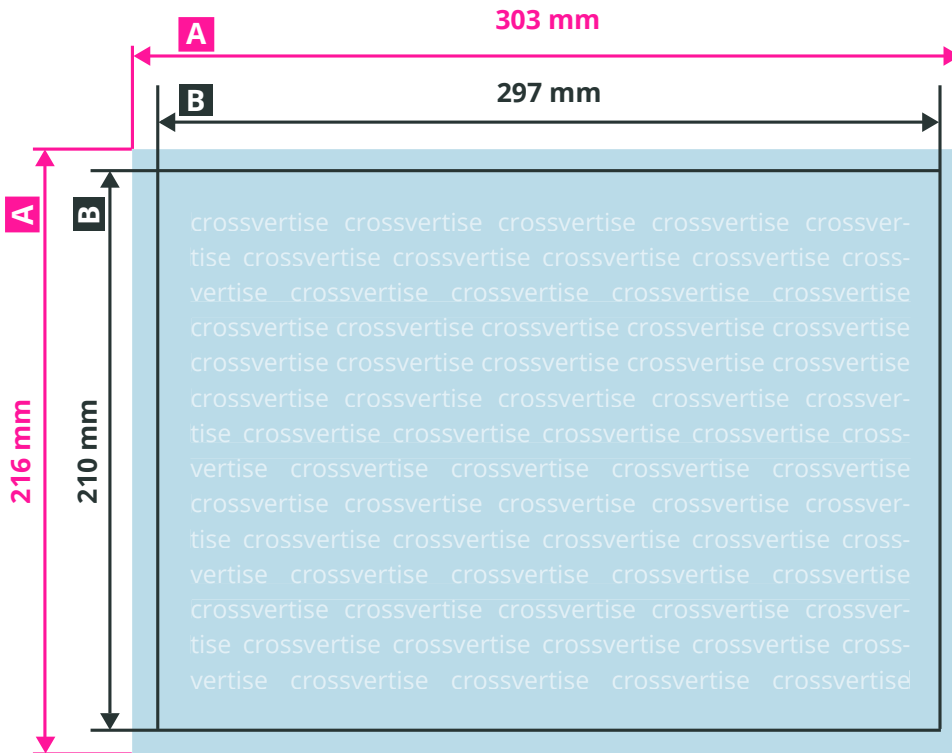 A
303 mm
B
297 mm
A
B
216 mm
210 mm
crossvertise crossvertise crossvertise crossvertise crossver-
tise crossvertise crossvertise crossvertise crossvertise cross-
vertise crossvertise crossvertise crossvertise crossvertise
crossvertise crossvertise crossvertise crossvertise crossvertise
crossvertise crossvertise crossvertise crossvertise crossvertise
crossvertise crossvertise crossvertise crossvertise crossver-
tise crossvertise crossvertise crossvertise crossvertise cross-
vertise crossvertise crossvertise crossvertise crossvertise
crossvertise crossvertise crossvertise crossvertise crossver-
tise crossvertise crossvertise crossvertise crossvertise cross-
vertise crossvertise crossvertise crossvertise crossvertise
crossvertise crossvertise crossvertise crossvertise crossver-
tise crossvertise crossvertise crossvertise crossvertise cross-
vertise crossvertise crossvertise crossvertise crossvertise